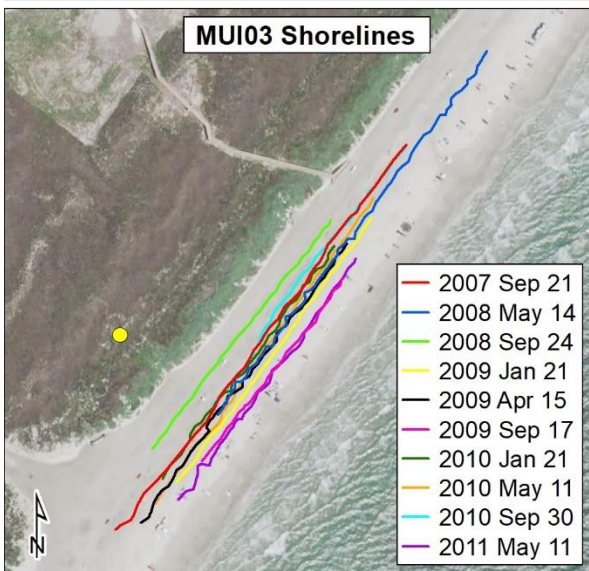 MUI03 Shorelines
2007 Sep 21
2008 May 14
2008 Sep 24
2009 Jan 21
2009 Apr 15
2009 Sep 17
2010 Jan 21
2010 May 11
2010 Sep 30
2011 May 11
N